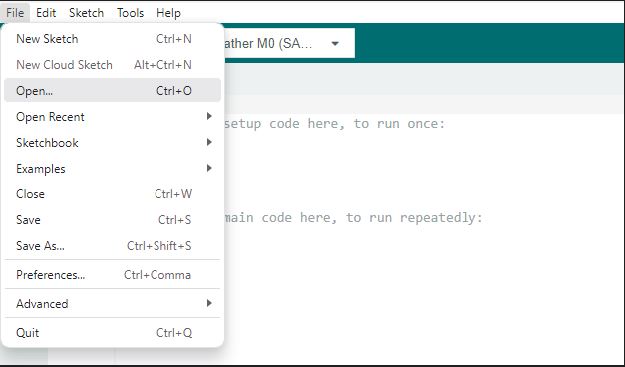 File Edit Sketch Tools Help
New Sketch Ctrl+N
ather M0 (SA...
New Cloud Sketch Alt+Ctrl+N
Open... Ctrl+O
Open Recent
setup code here, to run once:
Sketchbook
Examples
Close Ctrl+W
Save Ctrl+S
main code here, to run repeatedly:
Save As... Ctrl+Shift+S
Preferences... Ctrl+Comma
Advanced
Quit Ctrl+Q